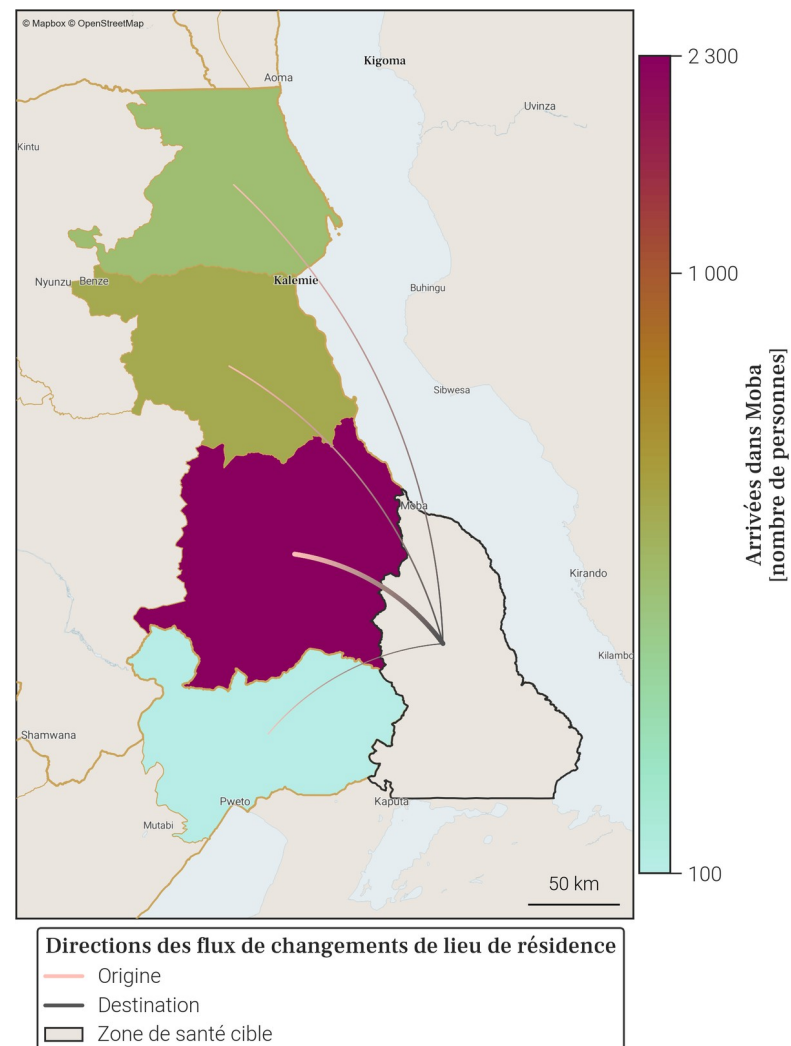 © Mapbox © OpenStreetMap
Kigoma
Aoma
Uvinza
Kintu
Nyunzu
Benze
Kalemie
Buhingu
Sibwesa
Moba
Kirando
Kilambo
Shamwana
Pweto
Kaputa
Mutabi
50 km
2 300
1 000
100
Arrivées dans Moba
[nombre de personnes]
Directions des flux de changements de lieu de résidence
Origine
Destination
Zone de santé cible